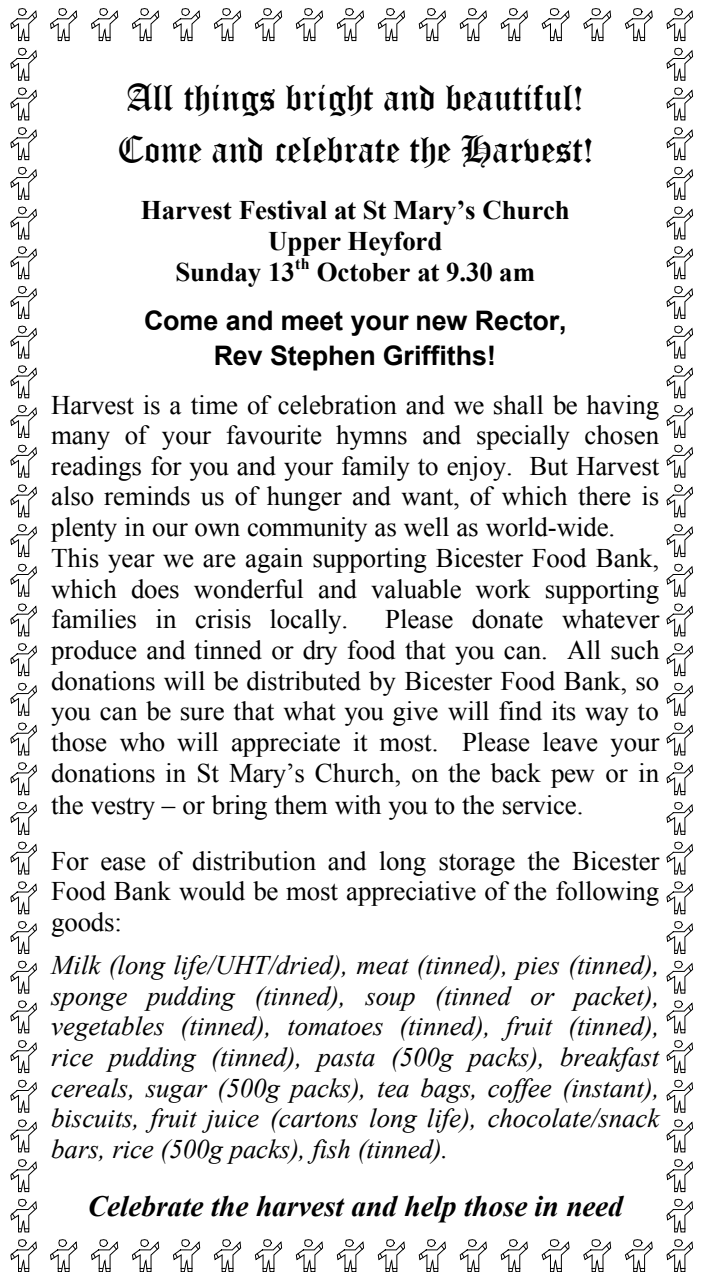 All things bright and beautiful!
Come and celebrate the Harvest!
Harvest Festival at St Mary's Church
Upper Heyford
Sunday 13th October at 9.30 am
Come and meet your new Rector,
Rev Stephen Griffiths!
Harvest is a time of celebration and we shall be having
many of your favourite hymns and specially chosen
readings for you and your family to enjoy. But Harvest
also reminds us of hunger and want, of which there is
plenty in our own community as well as world-wide.
This year we are again supporting Bicester Food Bank,
which does wonderful and valuable work supporting
families in crisis locally. Please donate whatever
produce and tinned or dry food that you can. All such
donations will be distributed by Bicester Food Bank, so
you can be sure that what you give will find its way to
those who will appreciate it most. Please leave your
donations in St Mary's Church, on the back pew or in
the vestry – or bring them with you to the service.
For ease of distribution and long storage the Bicester
Food Bank would be most appreciative of the following
goods:
Milk (long life/UHT/dried), meat (tinned), pies (tinned),
sponge pudding (tinned), soup (tinned or packet),
vegetables (tinned), tomatoes (tinned), fruit (tinned),
rice pudding (tinned), pasta (500g packs), breakfast
cereals, sugar (500g packs), tea bags, coffee (instant),
biscuits, fruit juice (cartons long life), chocolate/snack
bars, rice (500g packs), fish (tinned).
Celebrate the harvest and help those in need